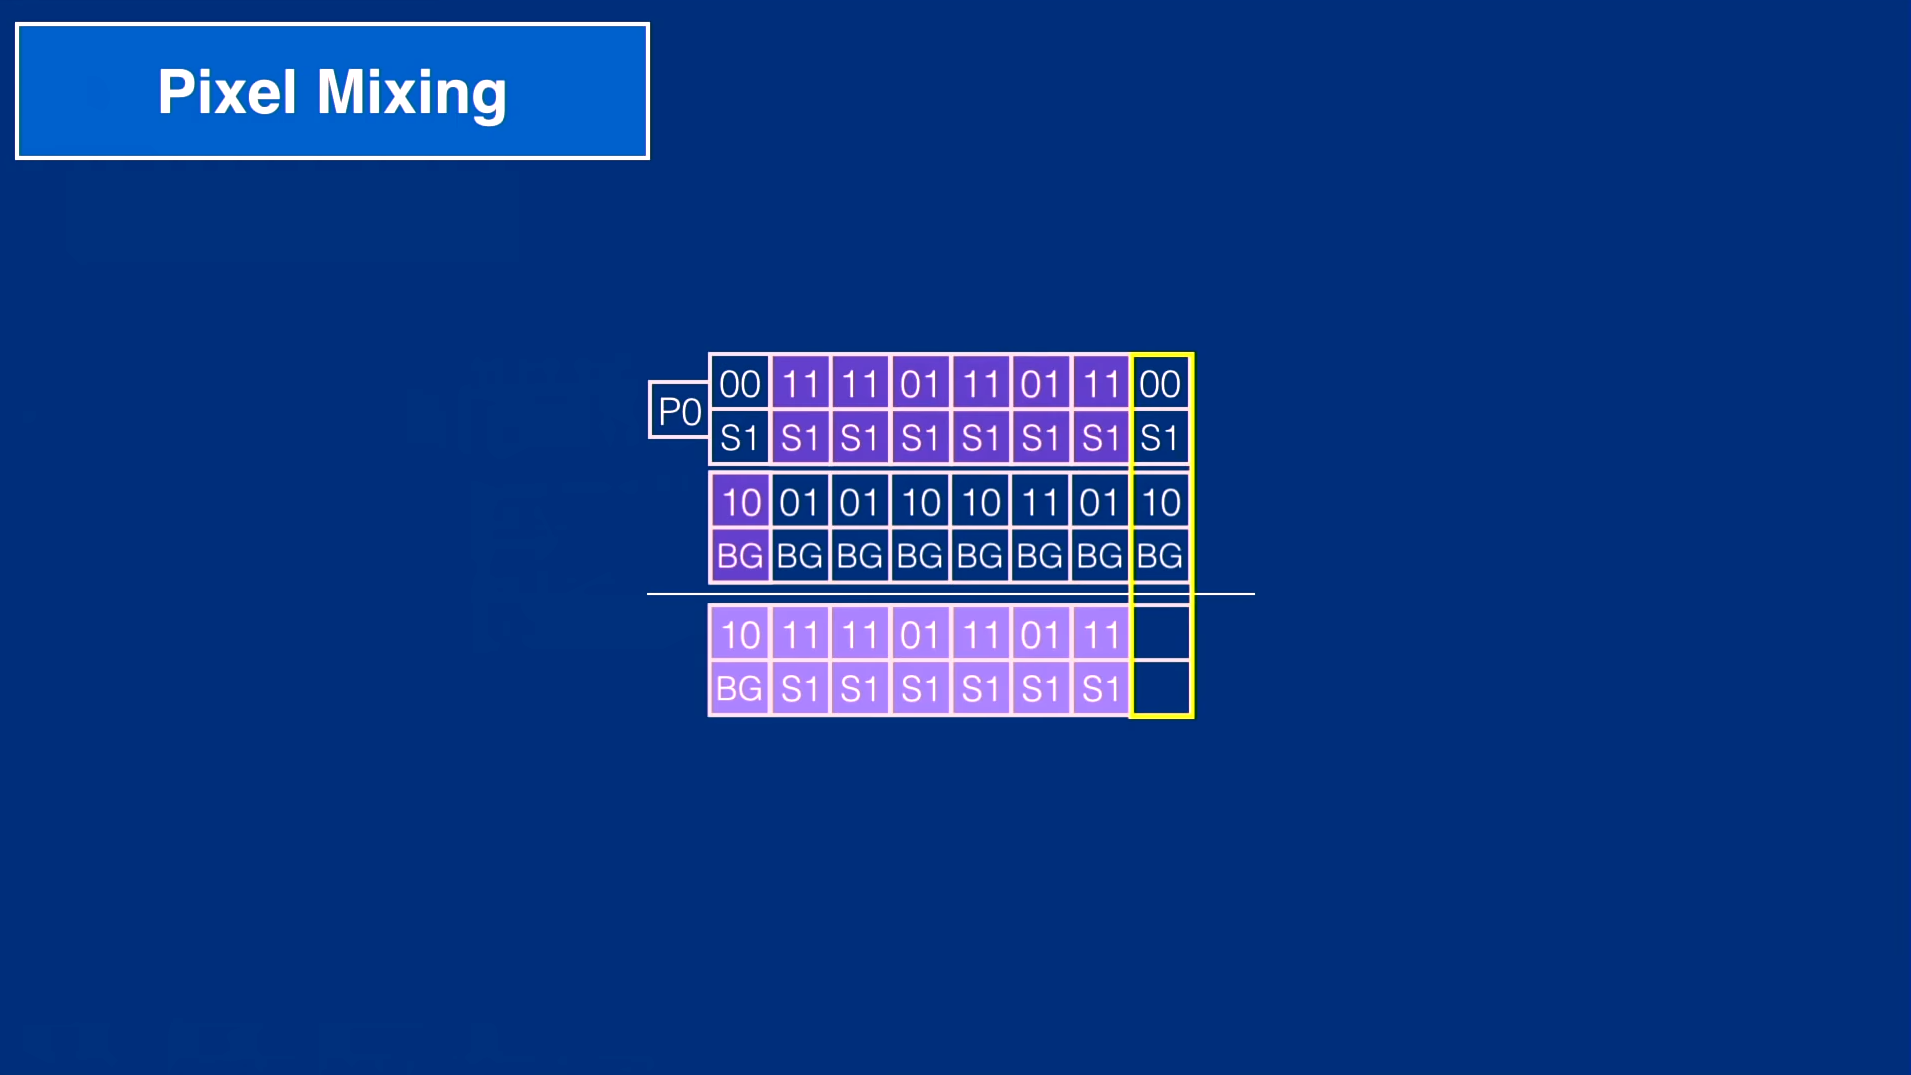 Pixel Mixing
P0
00 11 11 01 11 01 11 00
S1 S1 S1 S1 S1 S1 S1 S1
10 01 01 10 10 11 01 10
BG BG BG BG BG BG BG BG
10 11 11 01 11 01 11
BG S1 S1 S1 S1 S1 S1